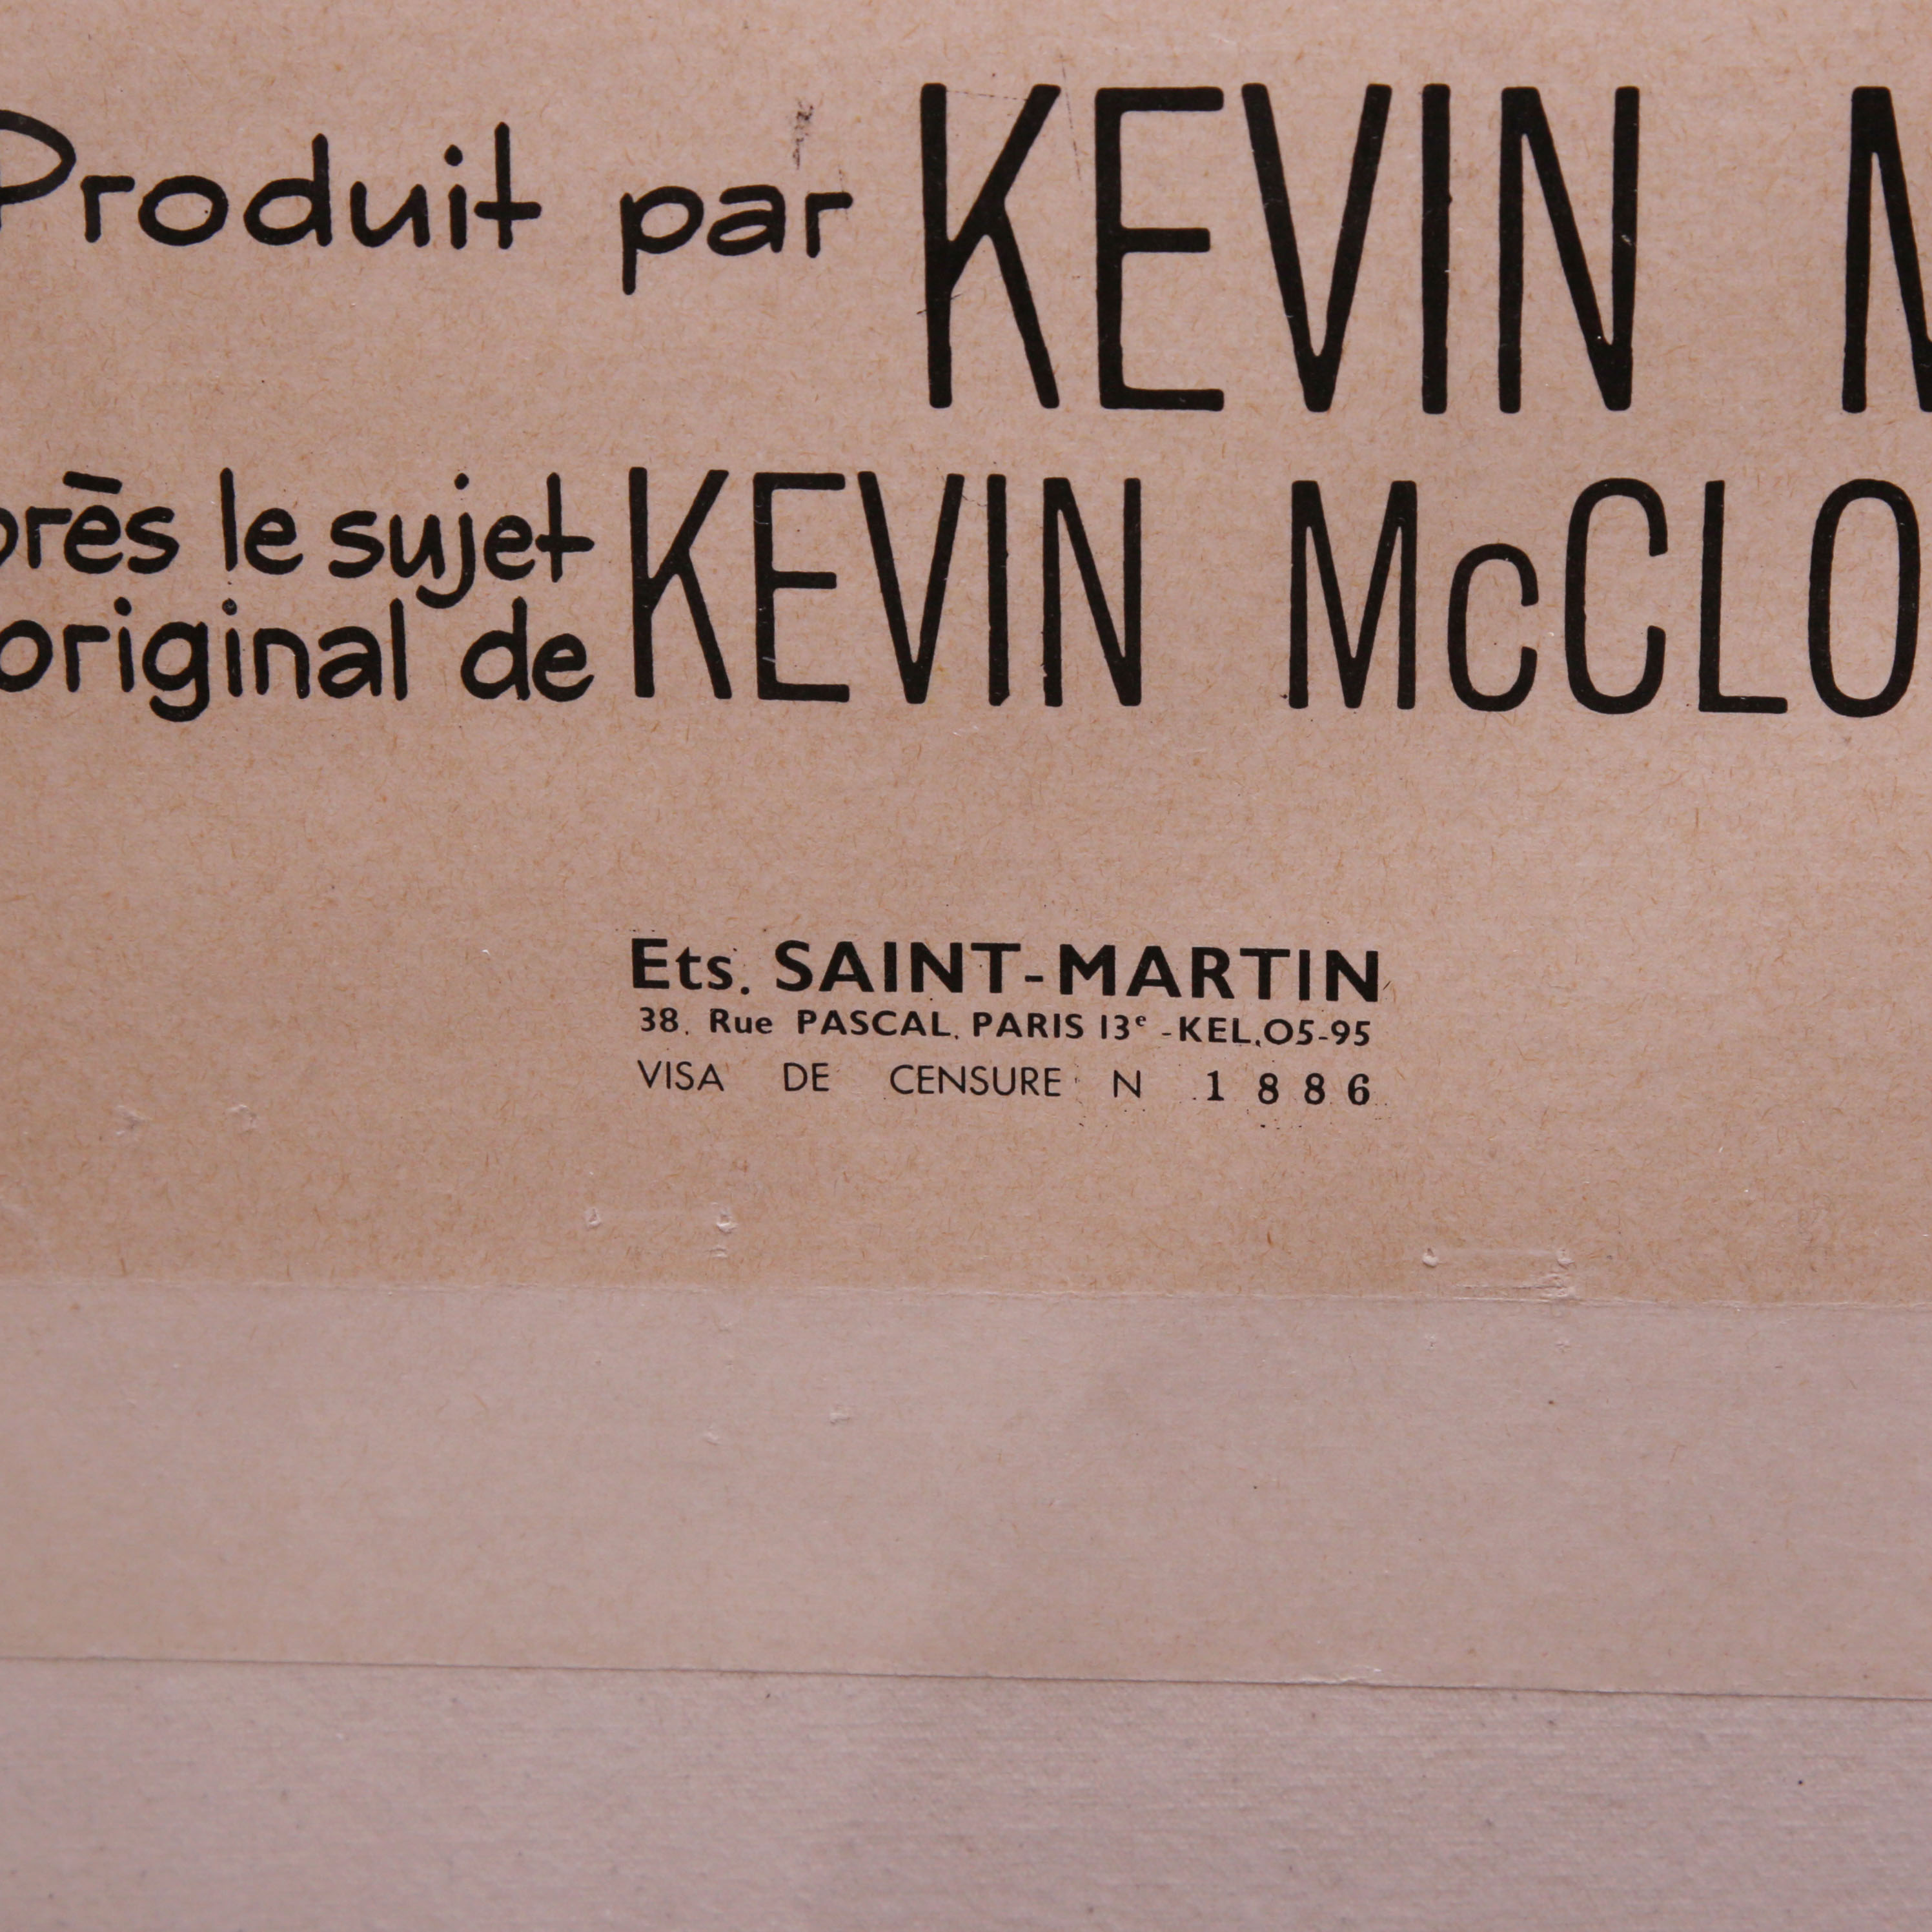 Produit par KEVIN M
près le sujet
original de KEVIN McCLO
Ets. SAINT-MARTIN
38, Rue PASCAL, PARIS 13e - KEL.05-95
VISA DE CENSURE N 1886